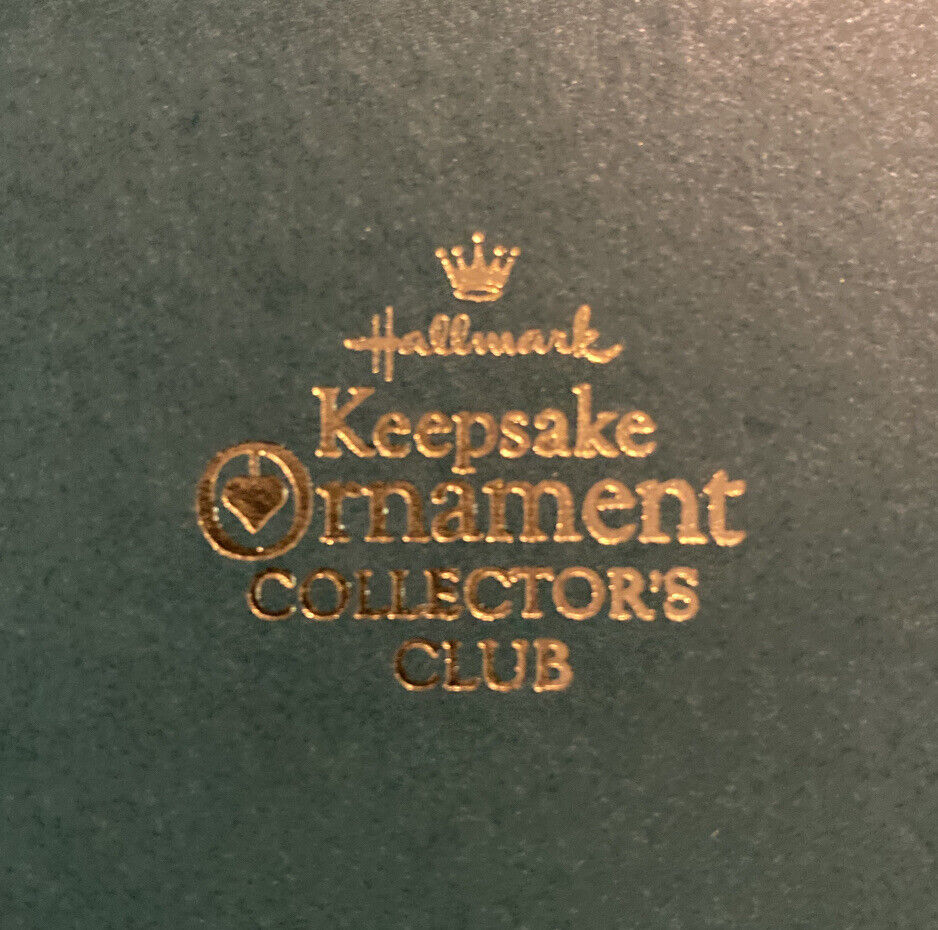 Hallmark
Keepsake
Ornament
COLLECTOR'S
CLUB